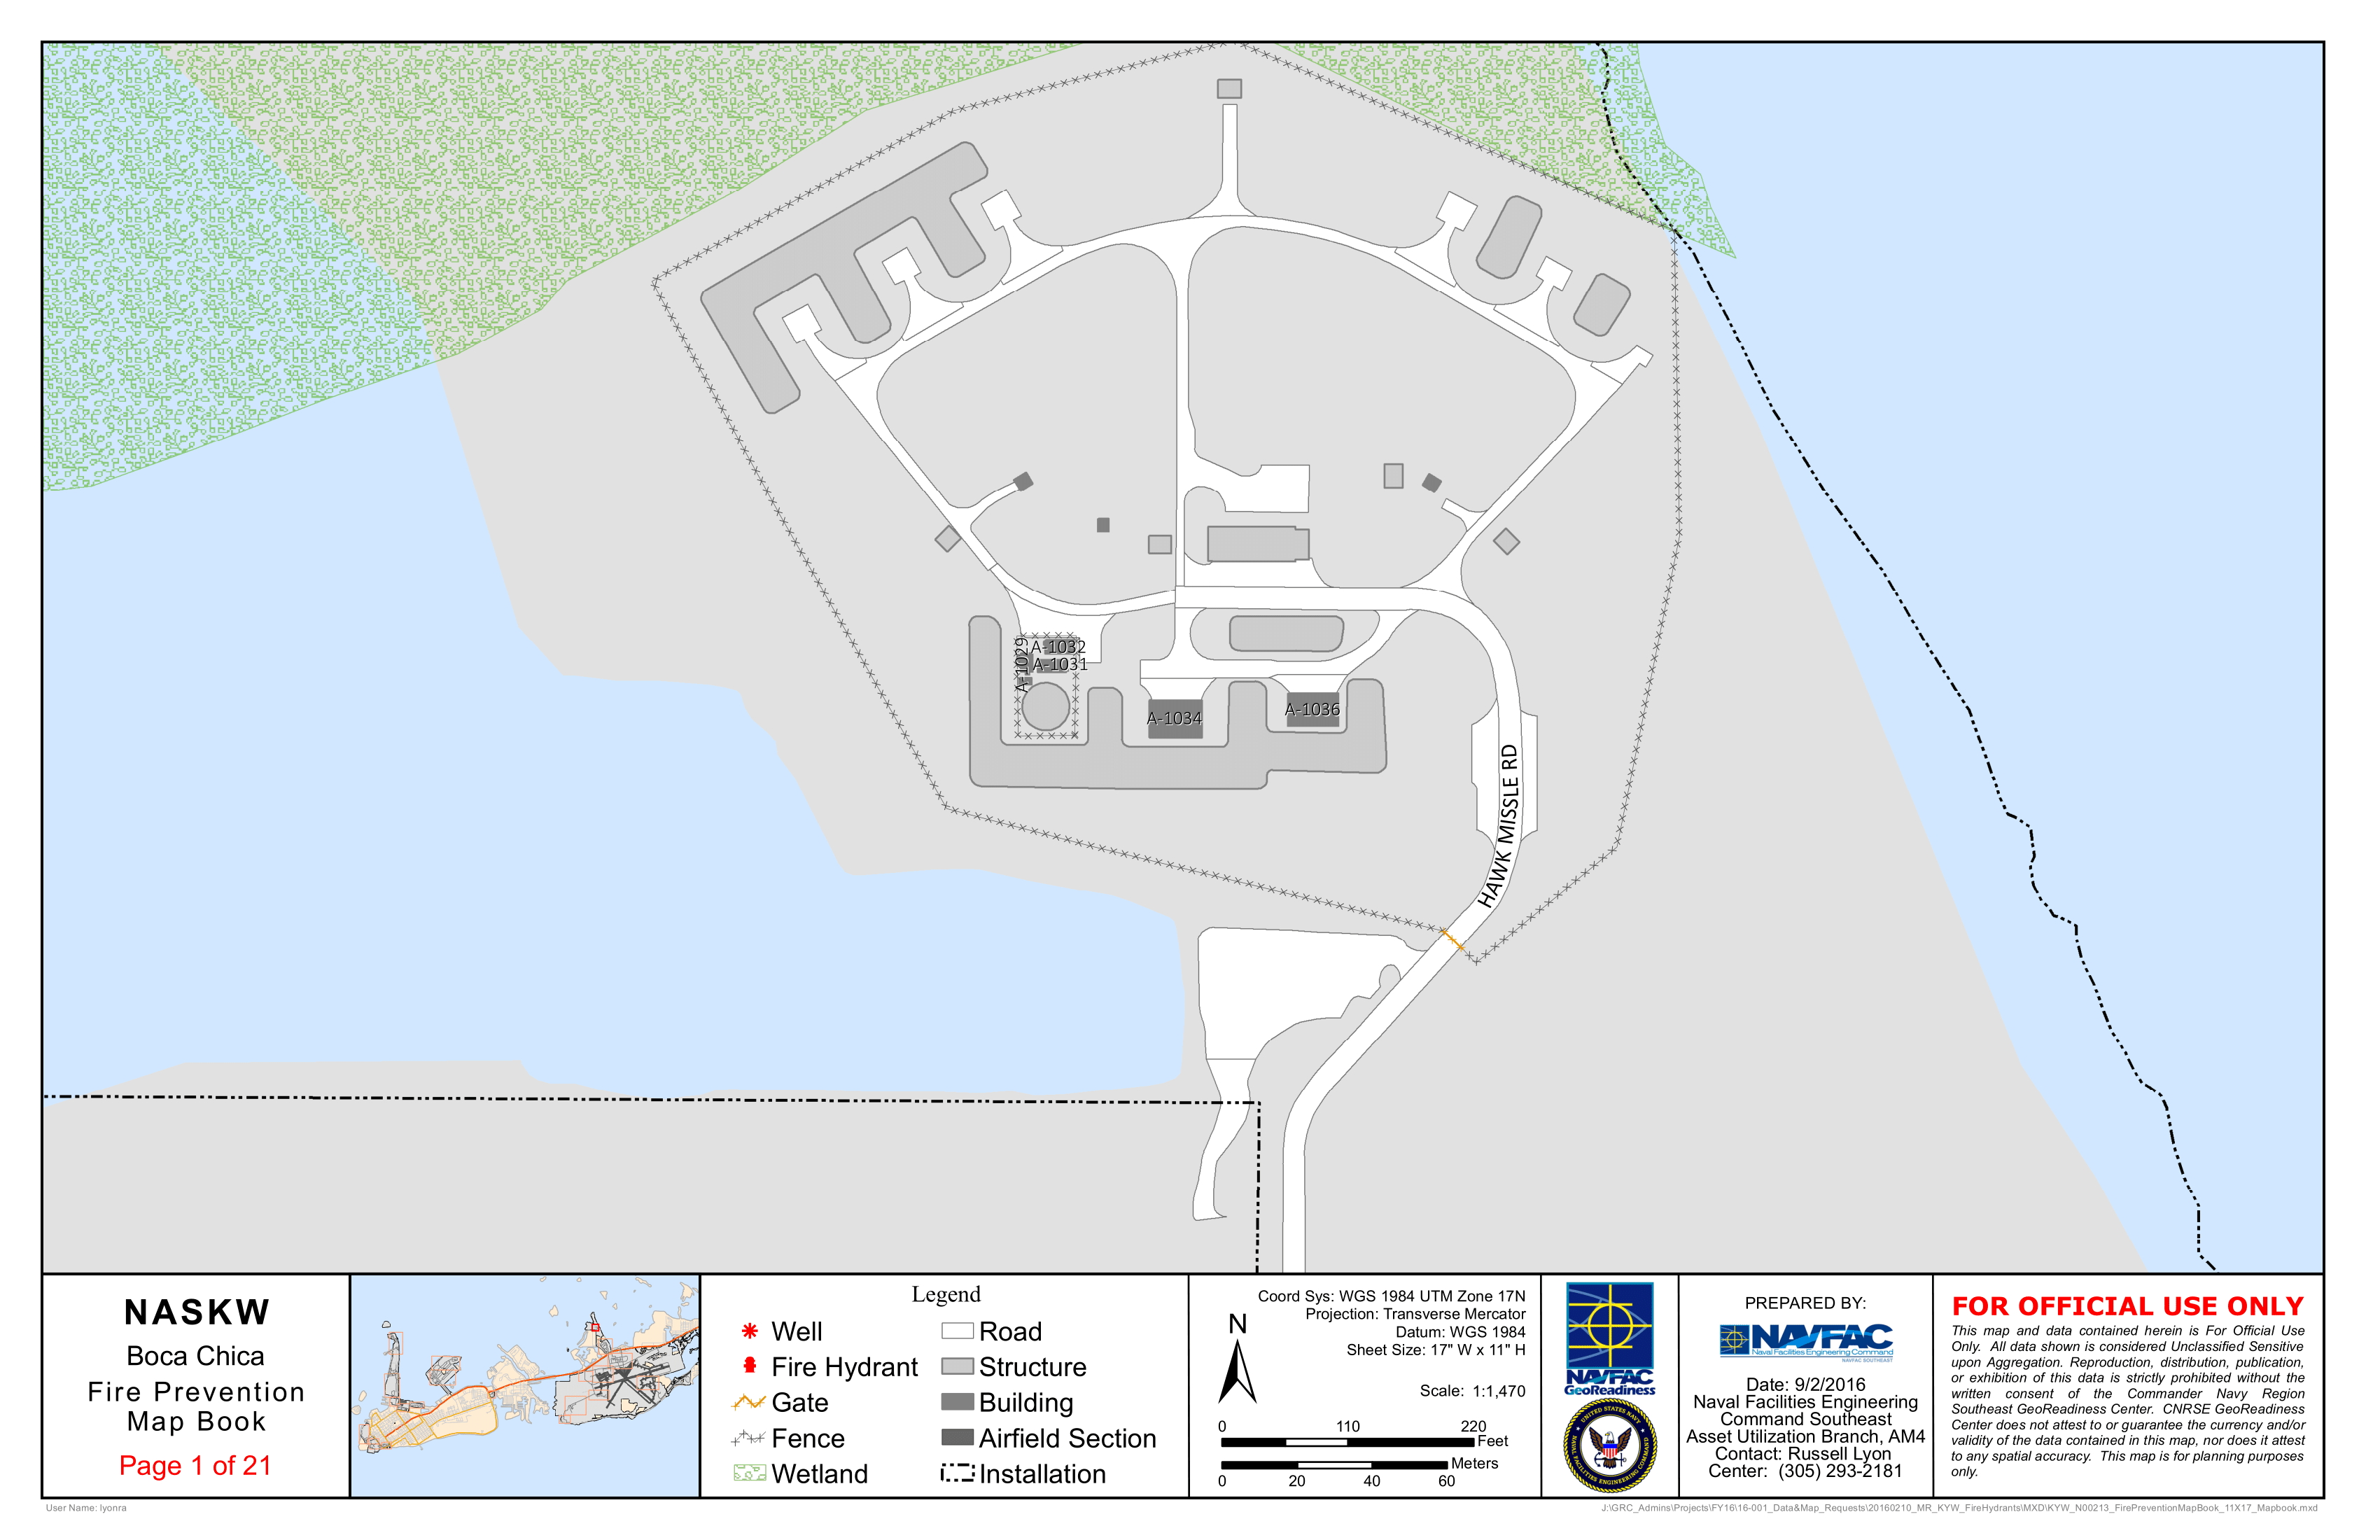 A-1029
A-1032
A-1031
A-1034
A-1036
HAWK MISSLE RD
NASKW
Boca Chica
Fire Prevention
Map Book
Page 1 of 21
Legend
Well
Fire Hydrant
Gate
Fence
Wetland
Road
Structure
Building
Airfield Section
Installation
Coord Sys: WGS 1984 UTM Zone 17N
Projection: Transverse Mercator
Datum: WGS 1984
Sheet Size: 17" W x 11" H
N
Scale: 1:1,470
0 110 220
Feet
Meters
0 20 40 60
NAVFAC
GeoReadiness
UNITED STATES NAVY
NAVAL FACILITIES ENGINEERING COMMAND
PREPARED BY:
NAVFAC
Naval Facilities Engineering Command
NAVFAC SOUTHEAST
Date: 9/2/2016
Naval Facilities Engineering
Command Southeast
Asset Utilization Branch, AM4
Contact: Russell Lyon
Center: (305) 293-2181
FOR OFFICIAL USE ONLY
This map and data contained herein is For Official Use
Only. All data shown is considered Unclassified Sensitive
upon Aggregation. Reproduction, distribution, publication,
or exhibition of this data is strictly prohibited without the
written consent of the Commander Navy Region
Southeast GeoReadiness Center. CNRSE GeoReadiness
Center does not attest to or guarantee the currency and/or
validity of the data contained in this map, nor does it attest
to any spatial accuracy. This map is for planning purposes
only.
User Name: lyonra
J:\GRC_Admins\Projects\FY16\16-001_Data&Map_Requests\20160210_MR_KYW_FireHydrants\MXD\KYW_N00213_FirePreventionMapBook_11X17_Mapbook.mxd